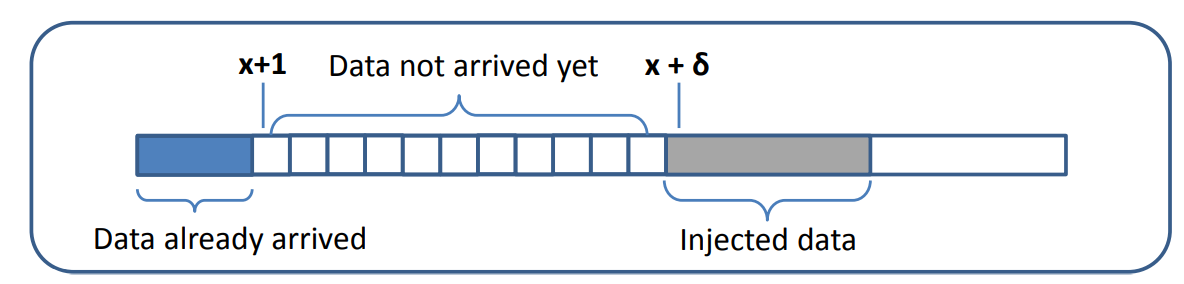 x+1 Data not arrived yet x + δ
Data already arrived Injected data